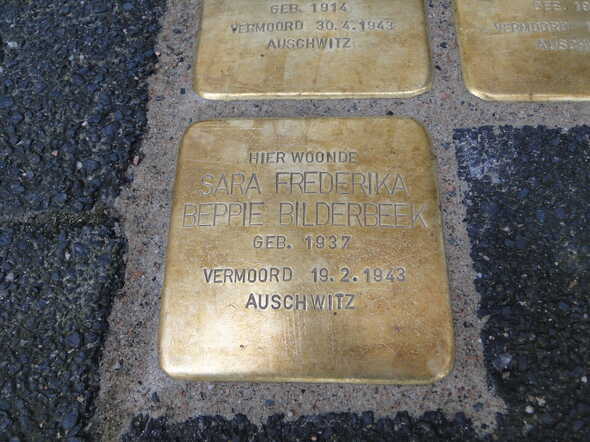 GEB. 1914
VERMOORD 30.4.1943
AUSCHWITZ
VERMOORD
AUSCHWITZ
HIER WOONDE
SARA FREDERIKA
BEPPIE BILDERBEEK
GEB. 1937
VERMOORD 19.2.1943
AUSCHWITZ